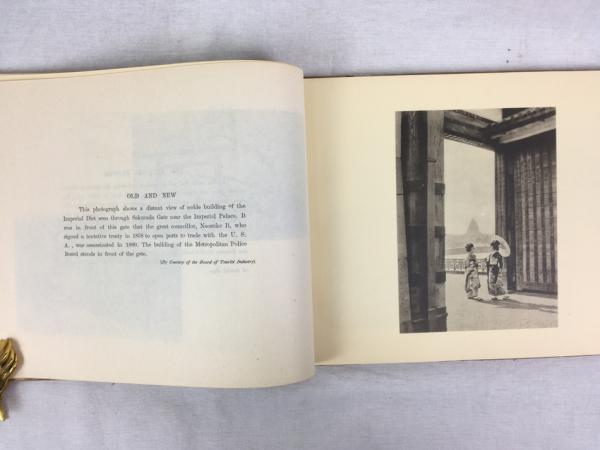 OLD AND NEW
This photograph shows a distant view of noble building of the
Imperial Diet seen through Sakurada Gate near the Imperial Palace. It
was in front of this gate that the great councillor, Naosuke Ii, who
signed a tentative treaty in 1858 to open ports to trade with the U. S.
A., was assassinated in 1860. The building of the Metropolitan Police
Board stands in front of the gate.
(By Courtesy of the Board of Tourist Industry)